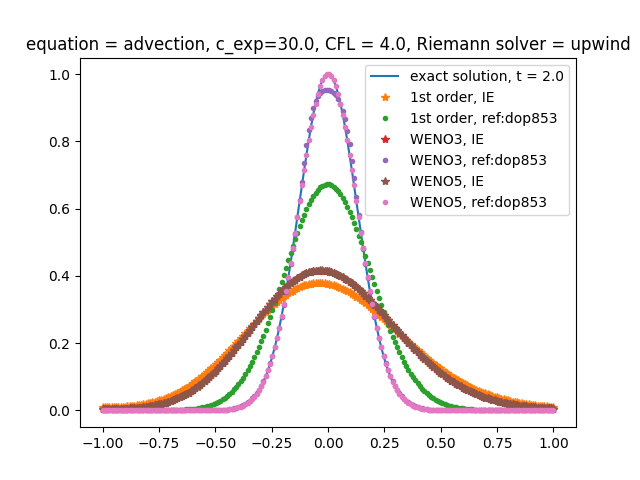 equation = advection, c_exp=30.0, CFL = 4.0, Riemann solver = upwind
exact solution, t = 2.0
1st order, IE
1st order, ref:dop853
WENO3, IE
WENO3, ref:dop853
WENO5, IE
WENO5, ref:dop853
1.0
0.8
0.6
0.4
0.2
0.0
−1.00 −0.75 −0.50 −0.25 0.00 0.25 0.50 0.75 1.00